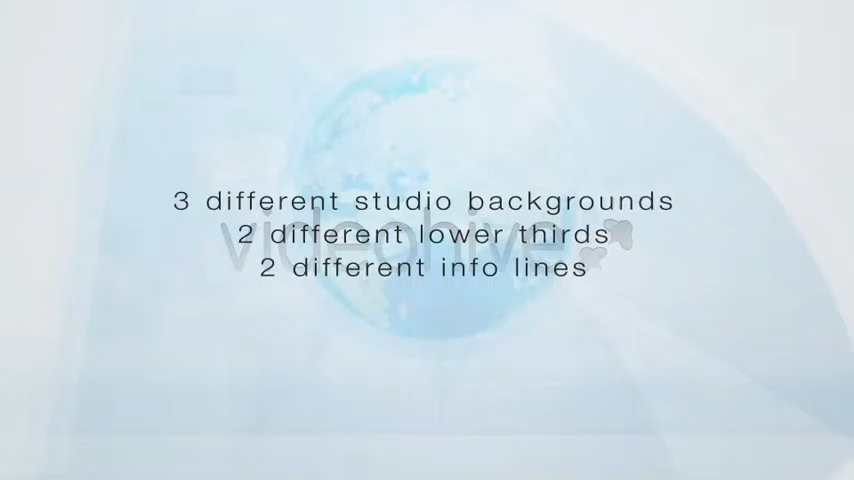 3 different studio backgrounds
2 different lower thirds
videohive
2 different info lines